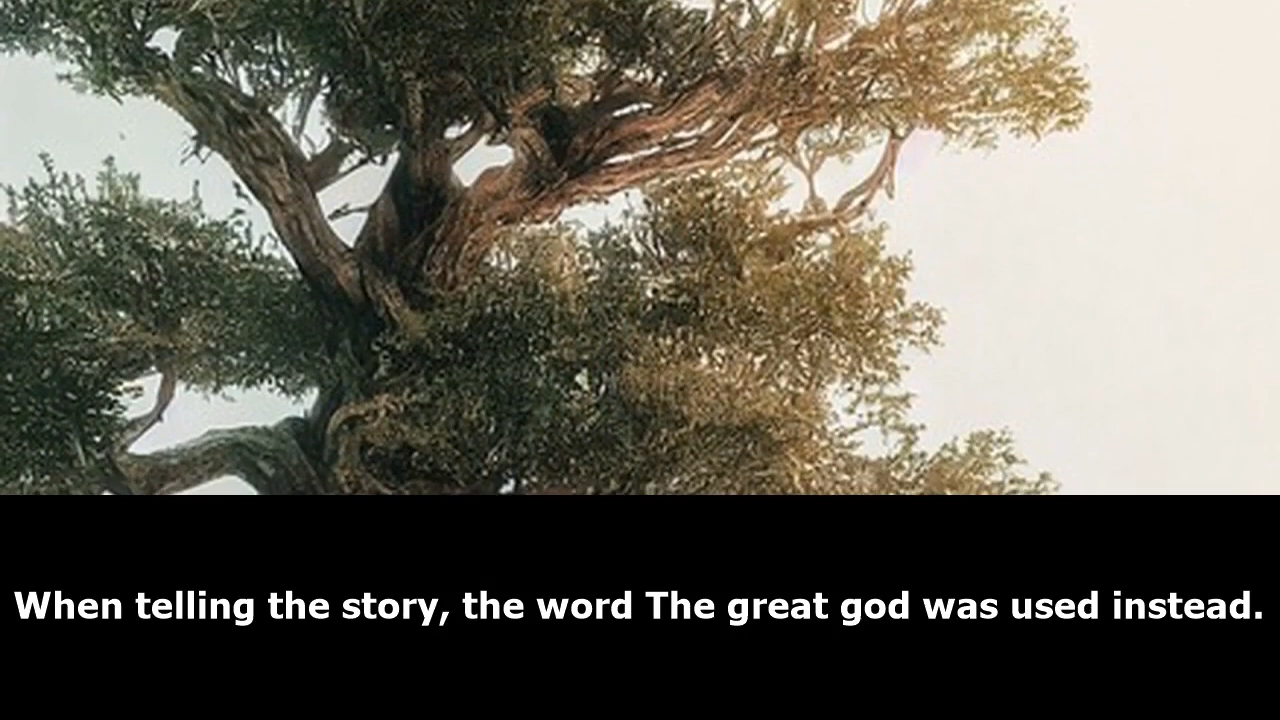 When telling the story, the word The great god was used instead.